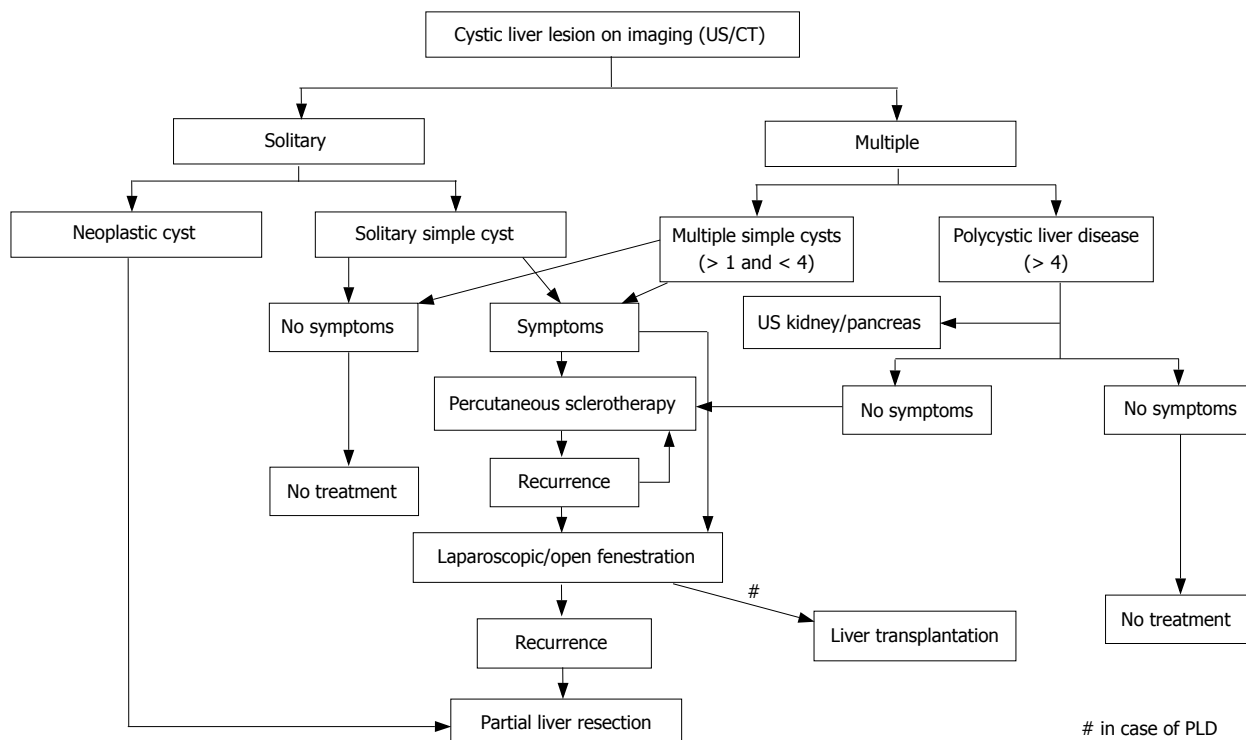 Cystic liver lesion on imaging (US/CT)
Solitary
Multiple
Neoplastic cyst
Solitary simple cyst
Multiple simple cysts
(> 1 and < 4)
Polycystic liver disease
(> 4)
US kidney/pancreas
No symptoms
Symptoms
Percutaneous sclerotherapy
No symptoms
No symptoms
No treatment
Recurrence
Laparoscopic/open fenestration
#
Recurrence
Liver transplantation
No treatment
Partial liver resection
# in case of PLD